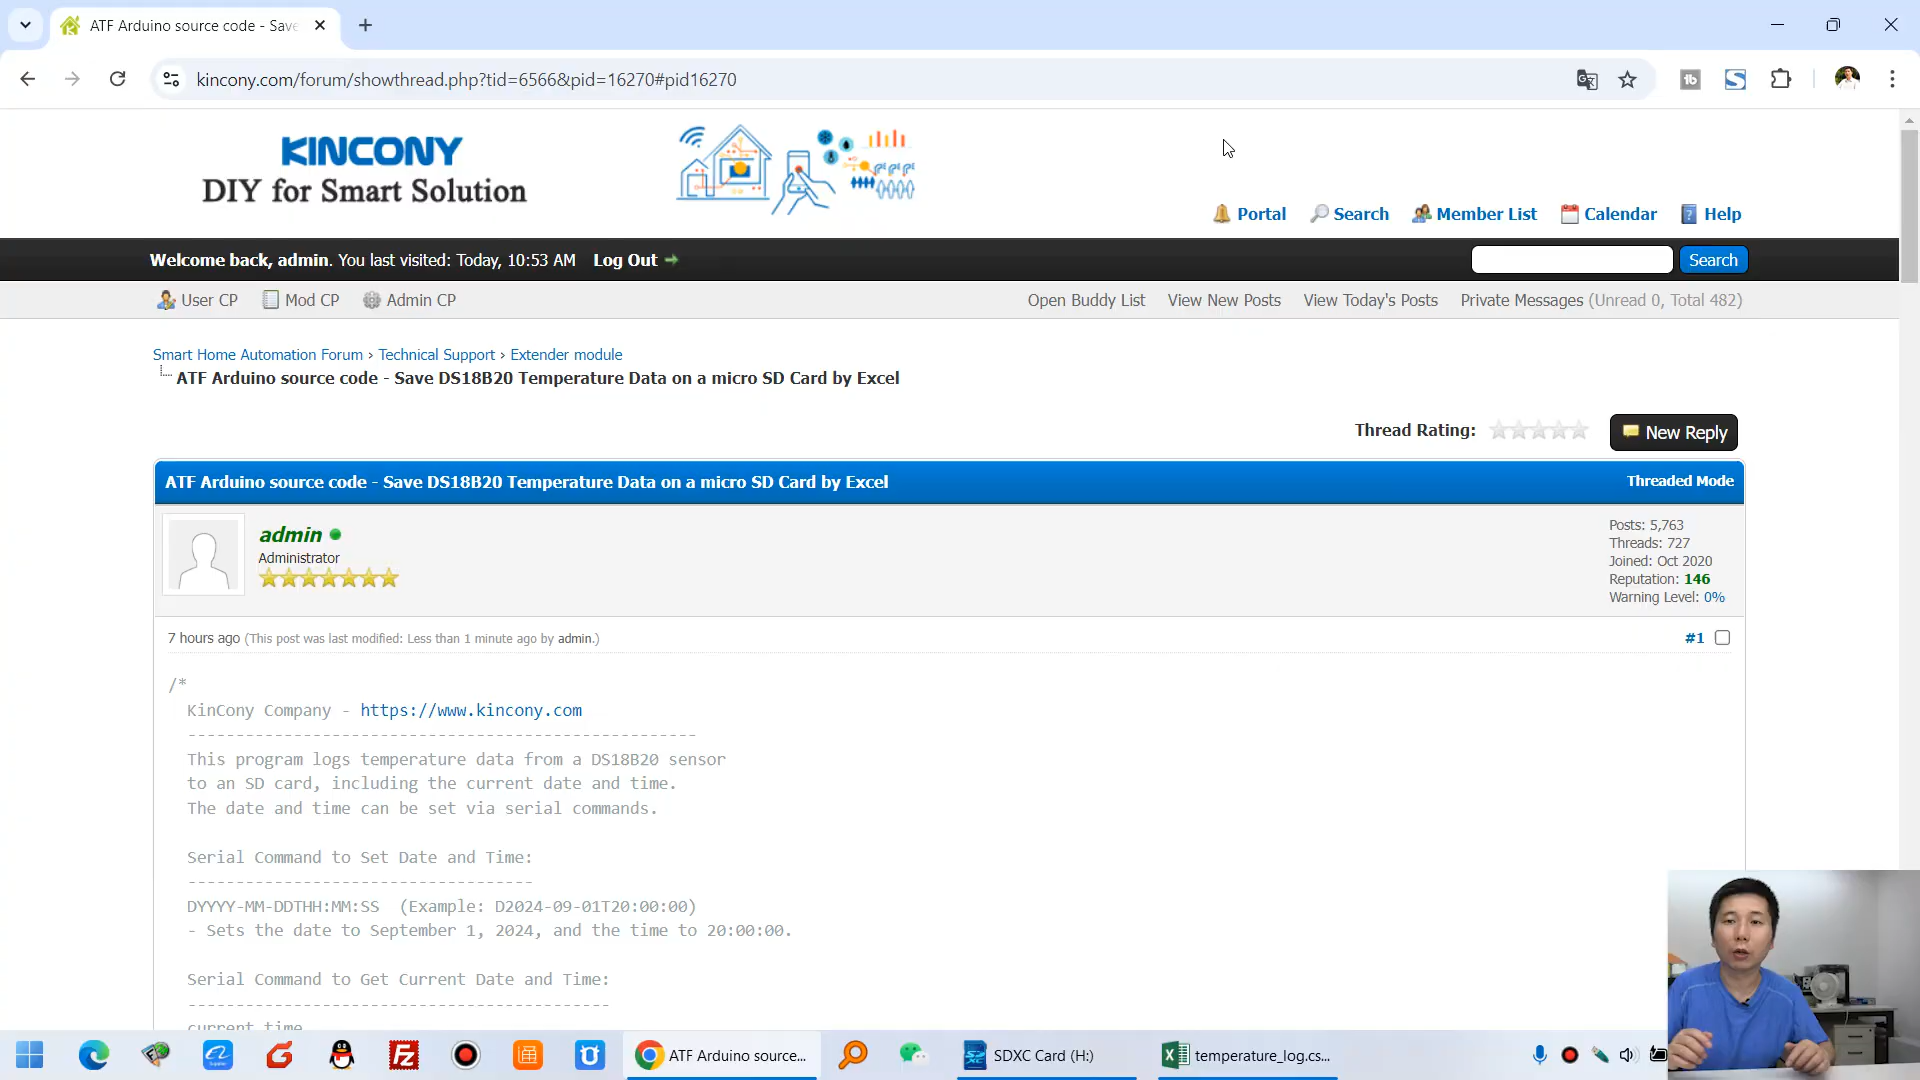 ATF Arduino source code - Save
kincony.com/forum/showthread.php?tid=6566&pid=16270#pid16270
KINCONY
DIY for Smart Solution
Portal Search Member List Calendar Help
Welcome back, admin. You last visited: Today, 10:53 AM Log Out
Search
User CP Mod CP Admin CP
Open Buddy List View New Posts View Today's Posts Private Messages (Unread 0, Total 482)
Smart Home Automation Forum › Technical Support › Extender module
ATF Arduino source code - Save DS18B20 Temperature Data on a micro SD Card by Excel
Thread Rating:
New Reply
ATF Arduino source code - Save DS18B20 Temperature Data on a micro SD Card by Excel
Threaded Mode
admin
Administrator
Posts: 5,763
Threads: 727
Joined: Oct 2020
Reputation: 146
Warning Level: 0%
7 hours ago (This post was last modified: Less than 1 minute ago by admin.)
#1
/*
KinCony Company - https://www.kincony.com
-----------------------------------------------------
This program logs temperature data from a DS18B20 sensor
to an SD card, including the current date and time.
The date and time can be set via serial commands.
Serial Command to Set Date and Time:
------------------------------------
DYYYY-MM-DDTHH:MM:SS (Example: D2024-09-01T20:00:00)
- Sets the date to September 1, 2024, and the time to 20:00:00.
Serial Command to Get Current Date and Time:
--------------------------------------------
current time
ATF Arduino source...
SDXC Card (H:)
temperature_log.cs...